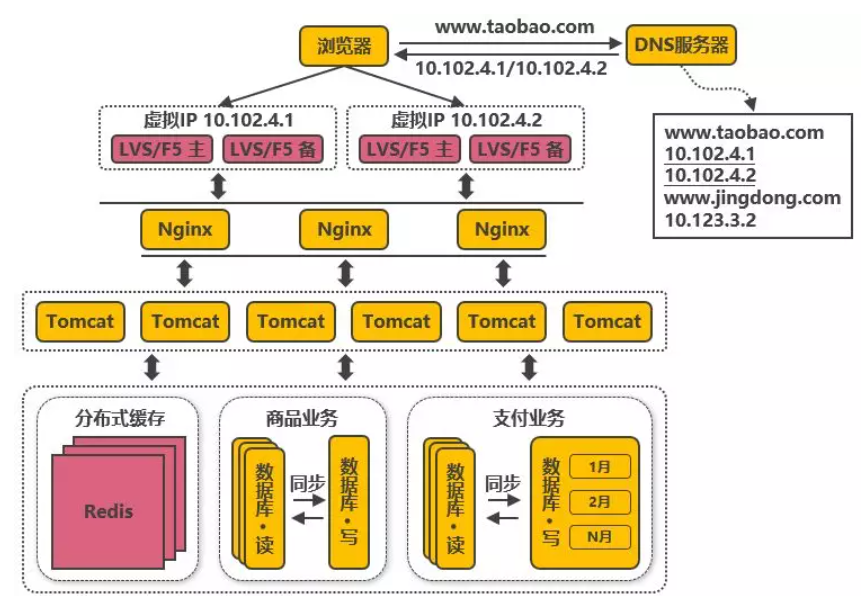 www.taobao.com
浏览器
DNS服务器
10.102.4.1/10.102.4.2
虚拟IP 10.102.4.1
LVS/F5 主
LVS/F5 备
虚拟IP 10.102.4.2
LVS/F5 主
LVS/F5 备
www.taobao.com
10.102.4.1
10.102.4.2
www.jingdong.com
10.123.3.2
Nginx
Nginx
Nginx
Tomcat
Tomcat
Tomcat
Tomcat
Tomcat
Tomcat
分布式缓存
Redis
商品业务
数据库·读
同步
数据库·写
支付业务
数据库·读
同步
数据库·写
1月
2月
N月